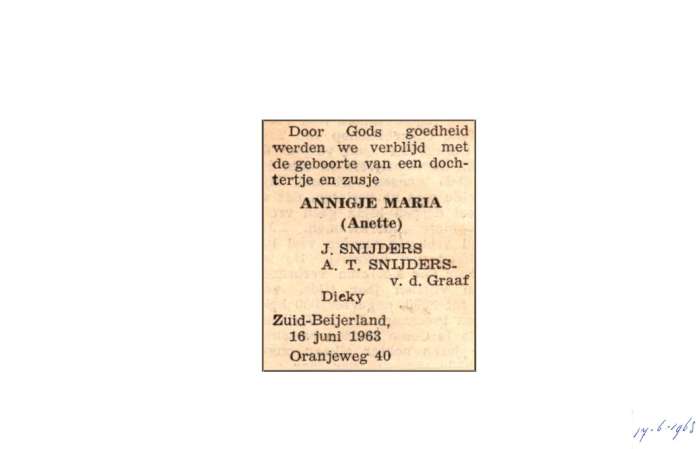 Door Gods goedheid
werden we verblijd met
de geboorte van een doch-
tertje en zusje
ANNIGJE MARIA
(Anette)
J. SNIJDERS
A. T. SNIJDERS-
v. d. Graaf
Dicky
Zuid-Beijerland,
16 juni 1963
Oranjeweg 40
17-6-1963